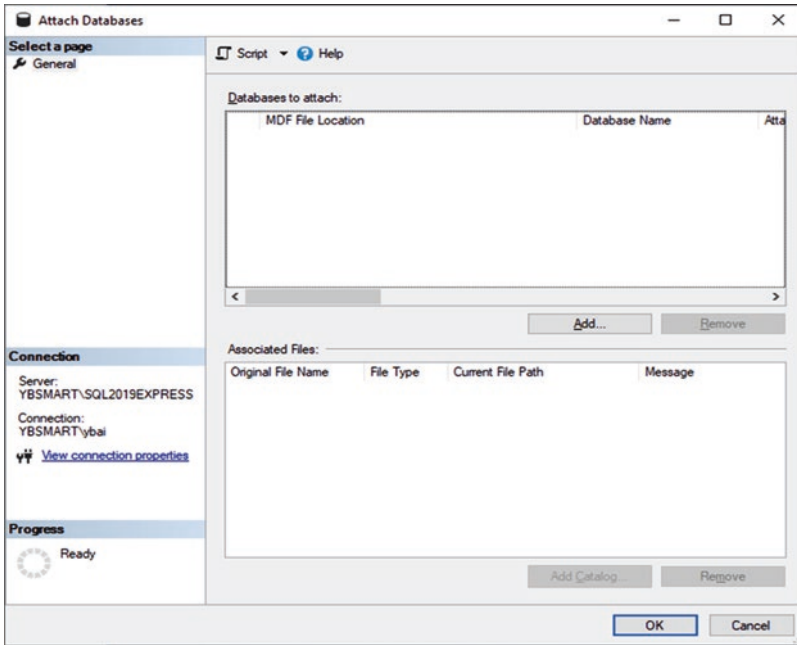 Attach Databases
Select a page
General
Script
Help
Databases to attach:
MDF File Location Database Name Atta
Add... Remove
Associated Files:
Original File Name File Type Current File Path Message
Connection
Server:
YBSMART\SQL2019EXPRESS
Connection:
YBSMART\ybai
View connection properties
Progress
Ready
Add Catalog... Remove
OK Cancel